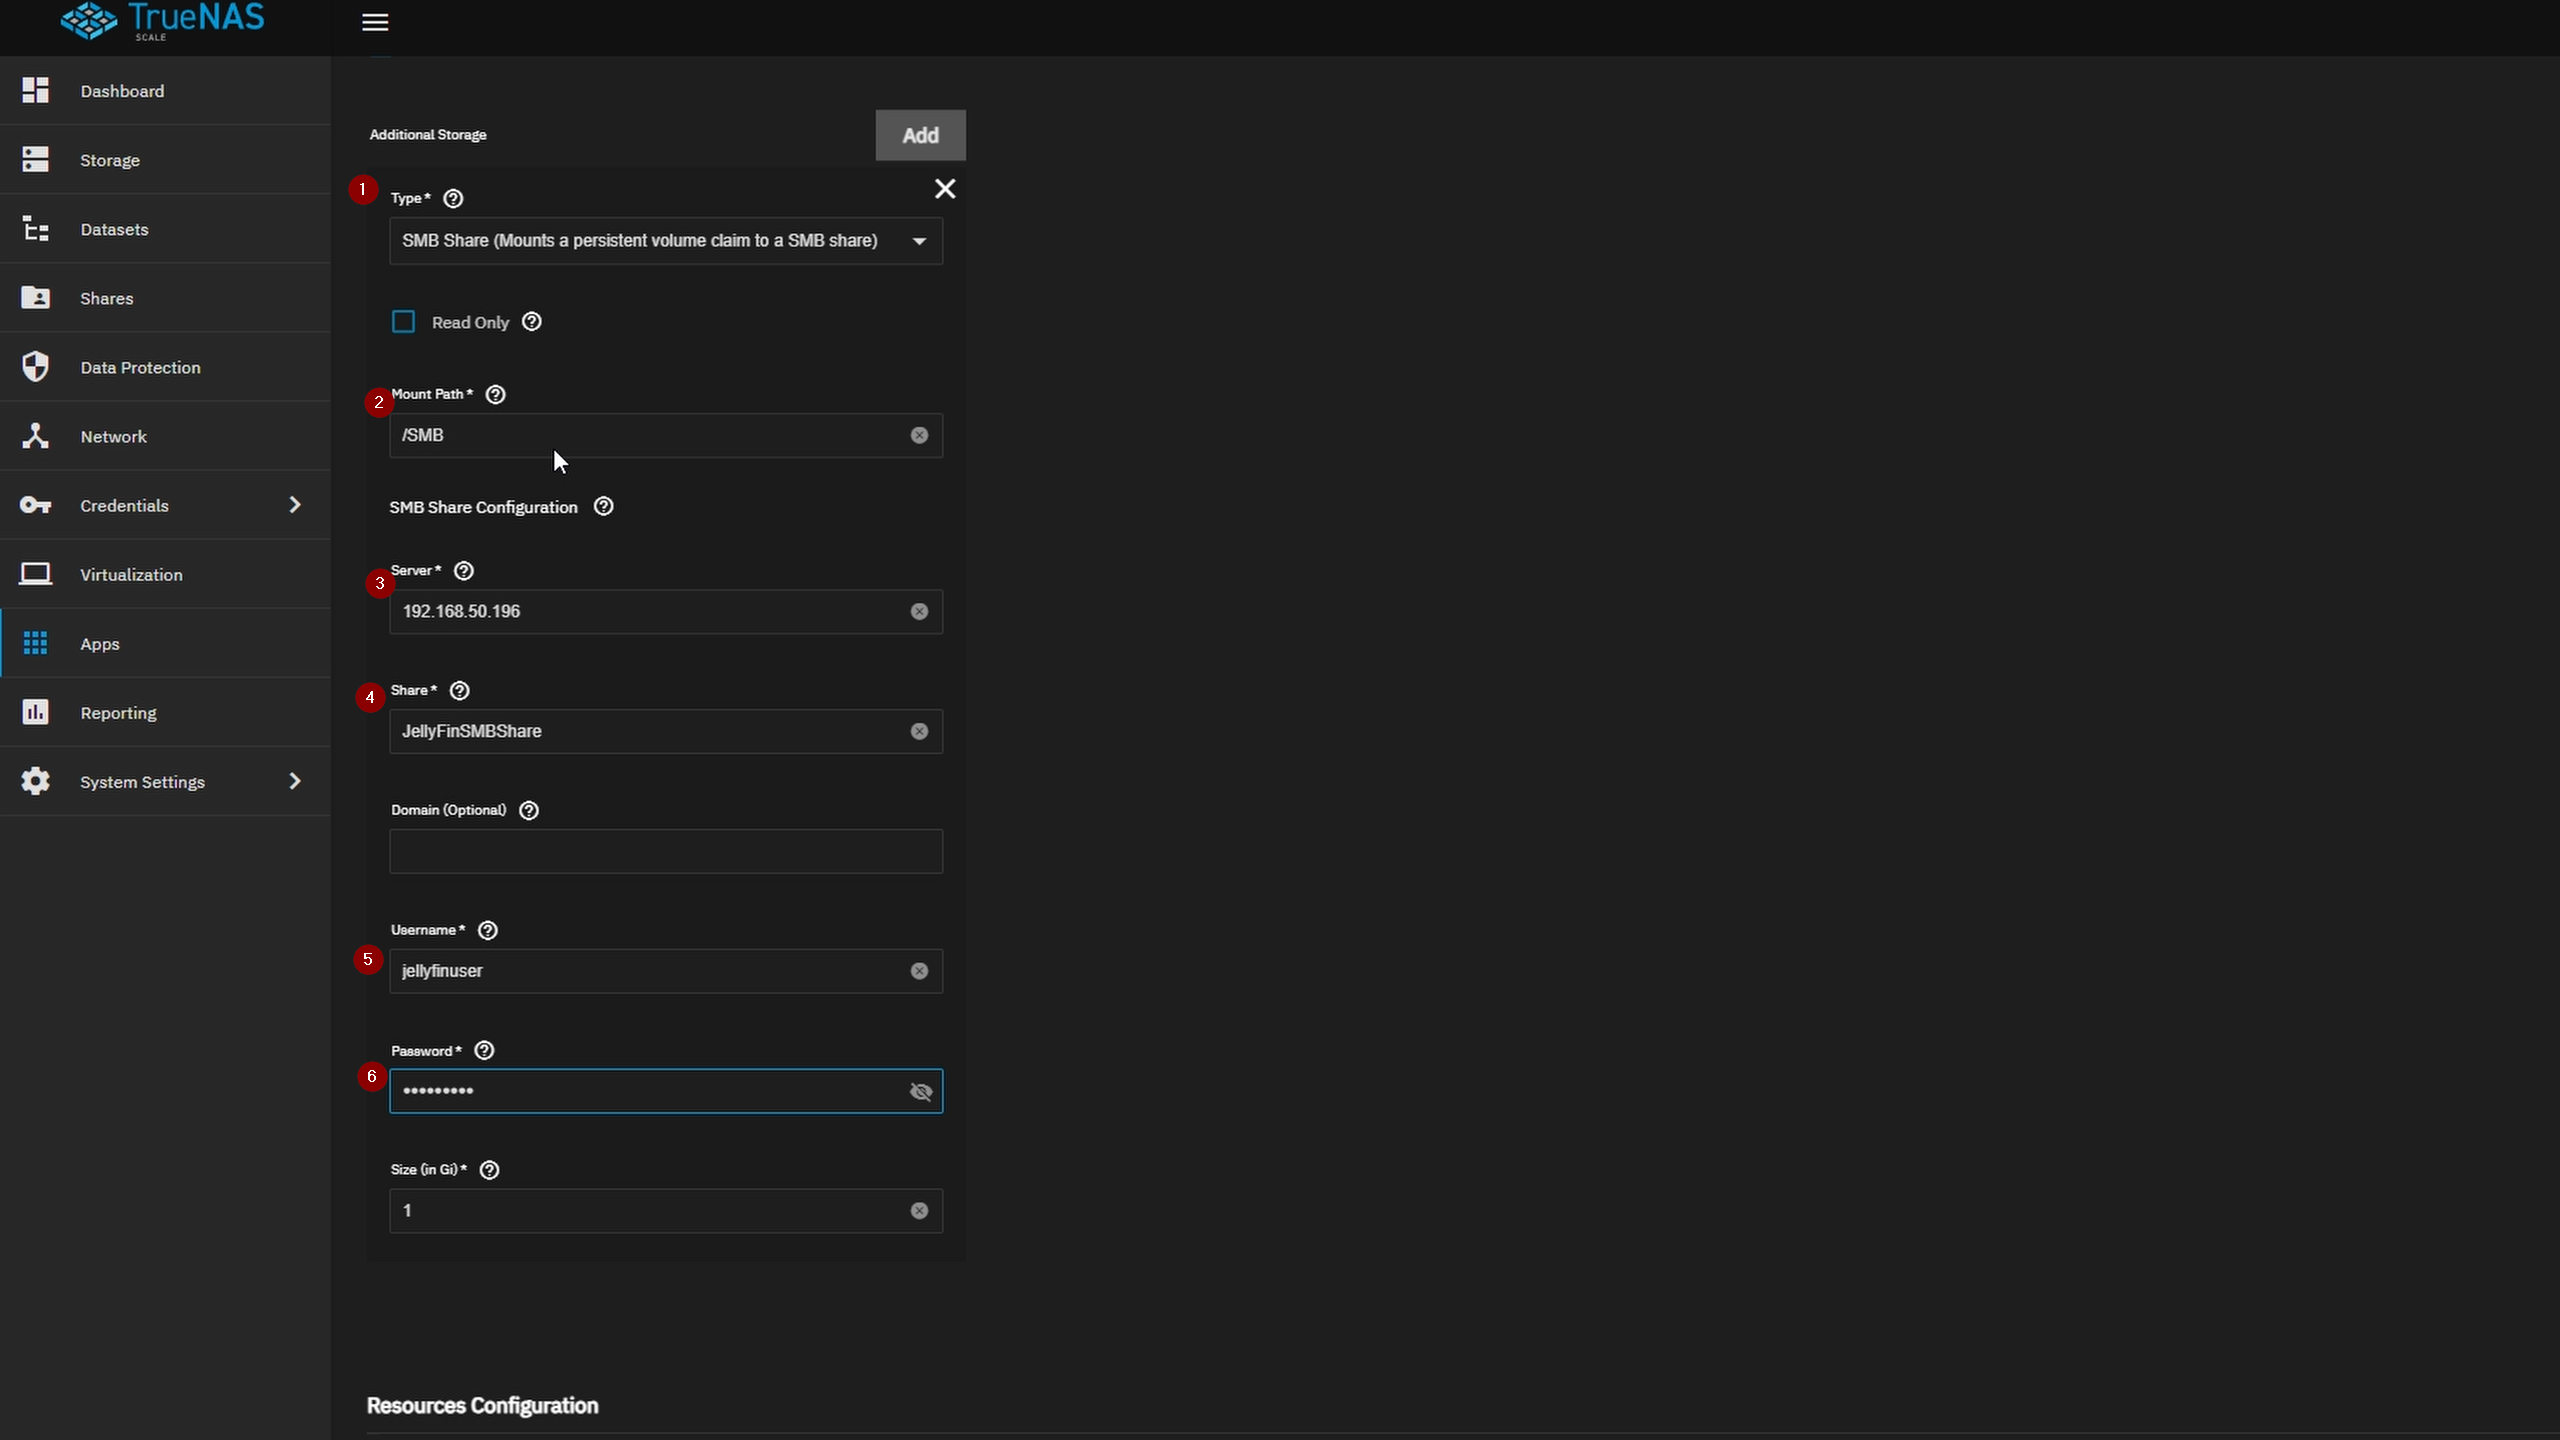 TrueNAS
SCALE
Dashboard
Storage
Datasets
Shares
Data Protection
Network
Credentials
Virtualization
Apps
Reporting
System Settings
Additional Storage
Add
1
Type*
SMB Share (Mounts a persistent volume claim to a SMB share)
Read Only
2
Mount Path*
/SMB
SMB Share Configuration
Server*
3
192.168.50.196
4
Share*
JellyFinSMBShare
Domain (Optional)
Username*
5
jellyfinuser
Password*
6
•••••••••
Size (in Gi)*
1
Resources Configuration